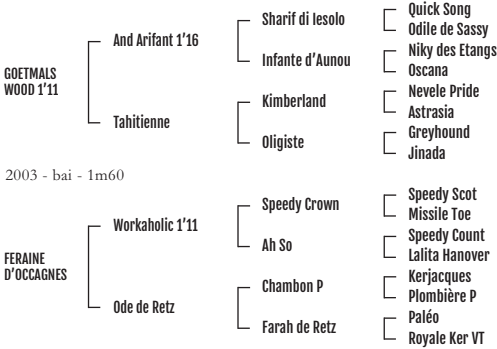 Quick Song
Sharif di Iesolo
Odile de Sassy
And Arifant 1'16
Niky des Etangs
Infante d'Aunou
Oscana
GOETMALS
WOOD 1'11
Nevele Pride
Kimberland
Astrasia
Tahitienne
Greyhound
Oligiste
Jinada
2003 - bai - 1m60
Speedy Scot
Speedy Crown
Missile Toe
Workaholic 1'11
Speedy Count
Ah So
Lalita Hanover
FERAINE
D'OCCAGNES
Kerjacques
Chambon P
Plombière P
Ode de Retz
Paléo
Farah de Retz
Royale Ker VT